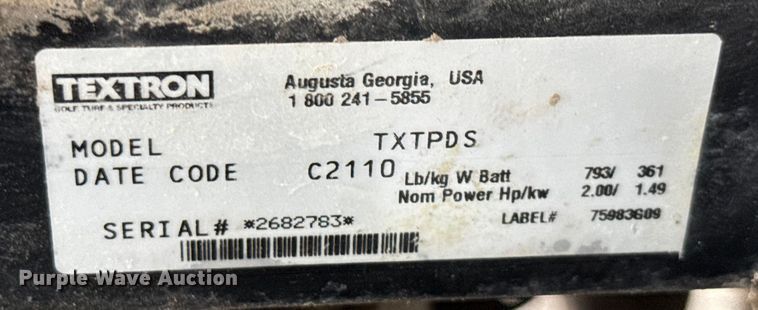 TEXTRON
GOLF TURF & SPECIALTY PRODUCTS
Augusta Georgia, USA
1 800 241-5855
MODEL TXTPDS
DATE CODE C2110
Lb/kg W Batt 793/ 361
Nom Power Hp/kw 2.00/ 1.49
SERIAL# *2682783*
LABEL# 75983G09
Purple Wave Auction